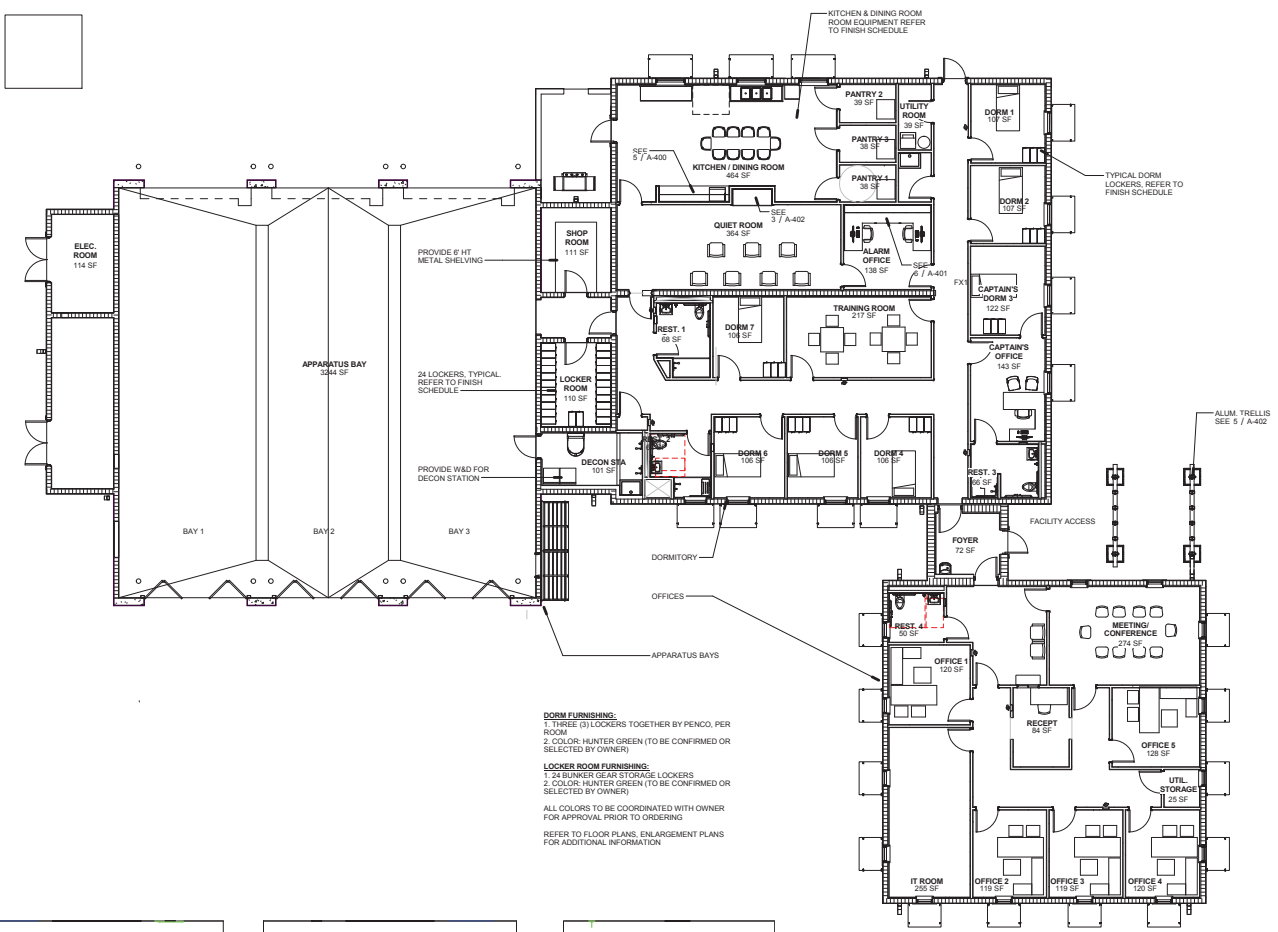 KITCHEN & DINING ROOM
ROOM EQUIPMENT REFER
TO FINISH SCHEDULE
PANTRY 2
39 SF
UTILITY
ROOM
39 SF
DORM 1
107 SF
PANTRY 3
38 SF
SEE
5 / A-400
KITCHEN / DINING ROOM
464 SF
PANTRY 1
38 SF
TYPICAL DORM
LOCKERS, REFER TO
FINISH SCHEDULE
DORM 2
107 SF
SEE
3 / A-402
QUIET ROOM
364 SF
SHOP
ROOM
111 SF
ELEC.
ROOM
114 SF
PROVIDE 6' HT
METAL SHELVING
ALARM
OFFICE
138 SF
SEE
6 / A-401
FX1
CAPTAIN'S
DORM 3
122 SF
TRAINING ROOM
217 SF
REST. 1
68 SF
DORM 7
106 SF
CAPTAIN'S
OFFICE
143 SF
APPARATUS BAY
3244 SF
24 LOCKERS, TYPICAL.
REFER TO FINISH
SCHEDULE
LOCKER
ROOM
110 SF
ALUM. TRELLIS
SEE 5 / A-402
DECON STA
101 SF
DORM 6
106 SF
DORM 5
106 SF
DORM 4
106 SF
REST. 3
66 SF
PROVIDE W&D FOR
DECON STATION
BAY 1
BAY 2
BAY 3
FACILITY ACCESS
FOYER
72 SF
DORMITORY
OFFICES
REST. 4
50 SF
MEETING/
CONFERENCE
274 SF
APPARATUS BAYS
OFFICE 1
120 SF
RECEPT
84 SF
OFFICE 5
128 SF
UTIL.
STORAGE
25 SF
DORM FURNISHING:
1. THREE (3) LOCKERS TOGETHER BY PENCO, PER
ROOM
2. COLOR: HUNTER GREEN (TO BE CONFIRMED OR
SELECTED BY OWNER)
LOCKER ROOM FURNISHING:
1. 24 BUNKER GEAR STORAGE LOCKERS
2. COLOR: HUNTER GREEN (TO BE CONFIRMED OR
SELECTED BY OWNER)
ALL COLORS TO BE COORDINATED WITH OWNER
FOR APPROVAL PRIOR TO ORDERING
REFER TO FLOOR PLANS, ENLARGEMENT PLANS
FOR ADDITIONAL INFORMATION
IT ROOM
255 SF
OFFICE 2
119 SF
OFFICE 3
119 SF
OFFICE 4
120 SF